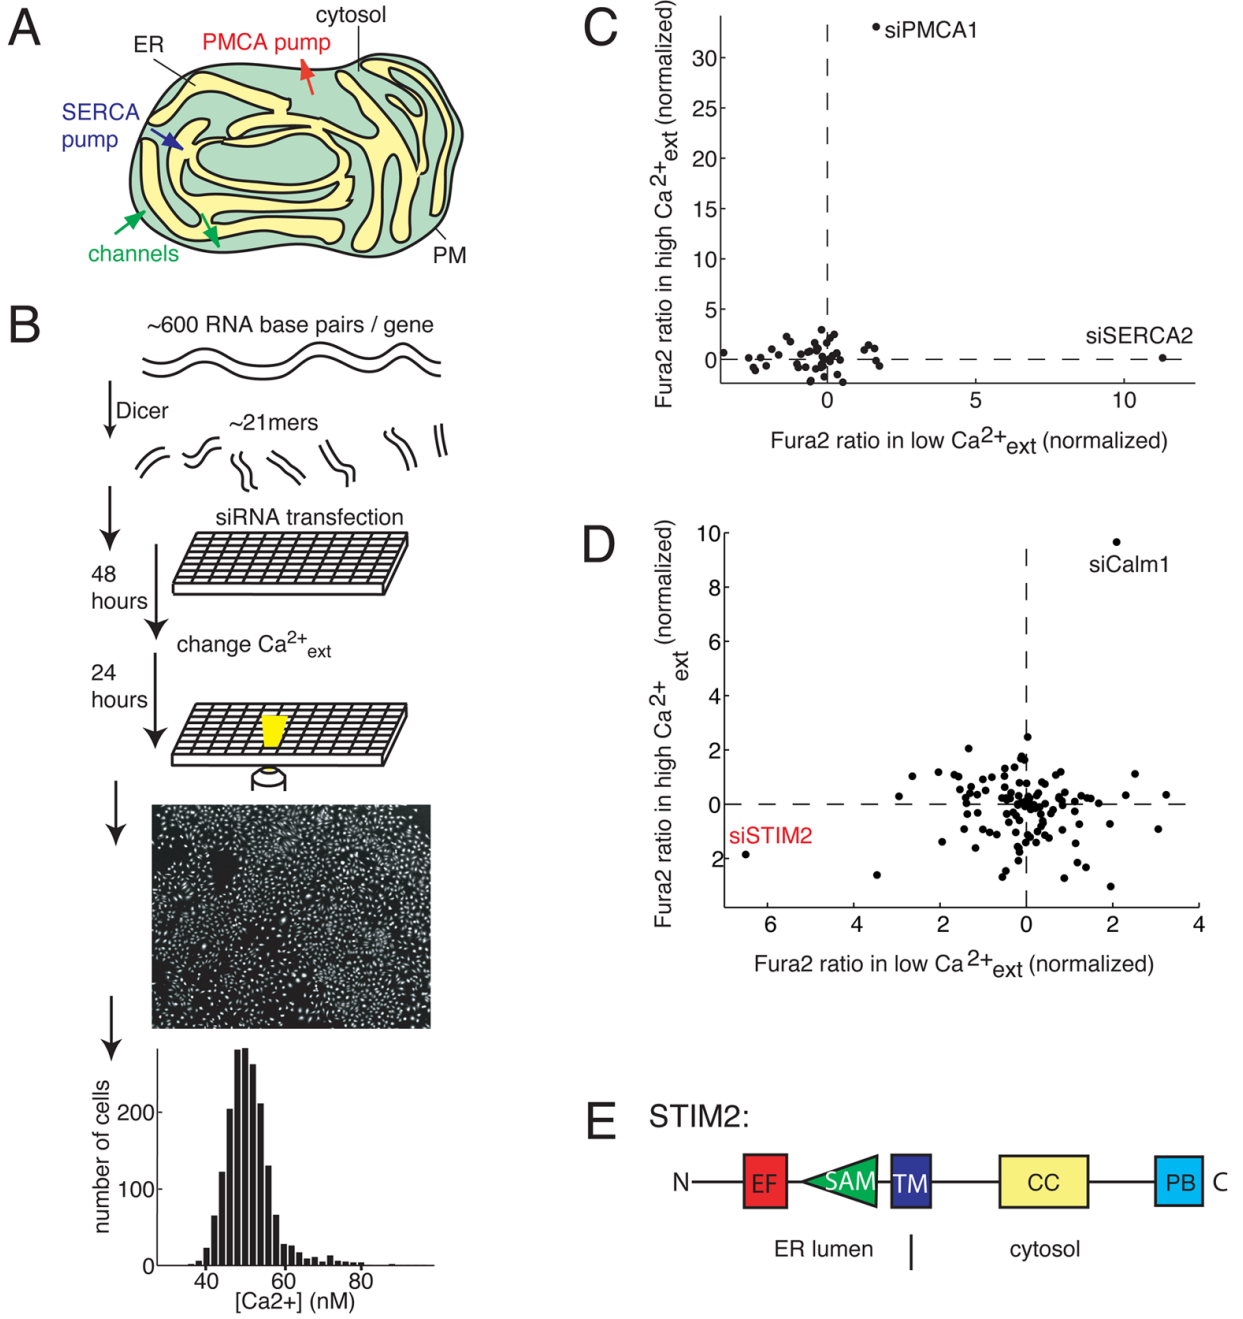 A
cytosol
ER
PMCA pump
SERCA
pump
channels
PM
B
~600 RNA base pairs / gene
Dicer
~21mers
siRNA transfection
48
hours
change Ca2+ext
24
hours
number of cells
200
100
0
40
60
80
[Ca2+] (nM)
C
siPMCA1
Fura2 ratio in high Ca2+ext (normalized)
30
25
20
15
10
5
0
siSERCA2
0
5
10
Fura2 ratio in low Ca2+ext (normalized)
D
siCalm1
Fura2 ratio in high Ca2+ext (normalized)
10
8
6
4
2
0
2
siSTIM2
6
4
2
0
2
4
Fura2 ratio in low Ca2+ext (normalized)
E
STIM2:
N
EF
SAM
TM
CC
PB
C
ER lumen
cytosol